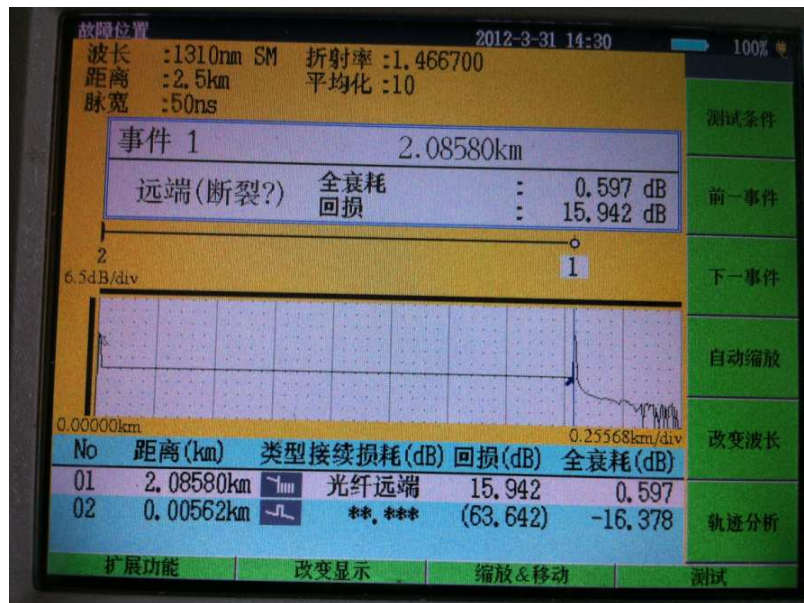 故障位置 2012-3-31 14:30 100%
波长 :1310nm SM 折射率 :1.466700
距离 :2.5km 平均化 :10
脉宽 :50ns
测试条件
事件 1 2.08580km
远端(断裂?) 全衰耗 : 0.597 dB
回损 : 15.942 dB
前一事件
2 1
6.5dB/div
下一事件
自动缩放
0.00000km 0.25568km/div
改变波长
No 距离(km) 类型 接续损耗(dB) 回损(dB) 全衰耗(dB)
01 2.08580km 光纤远端 15.942 0.597
02 0.00562km **.*** (63.642) -16.378
轨迹分析
扩展功能 改变显示 缩放&移动 测试